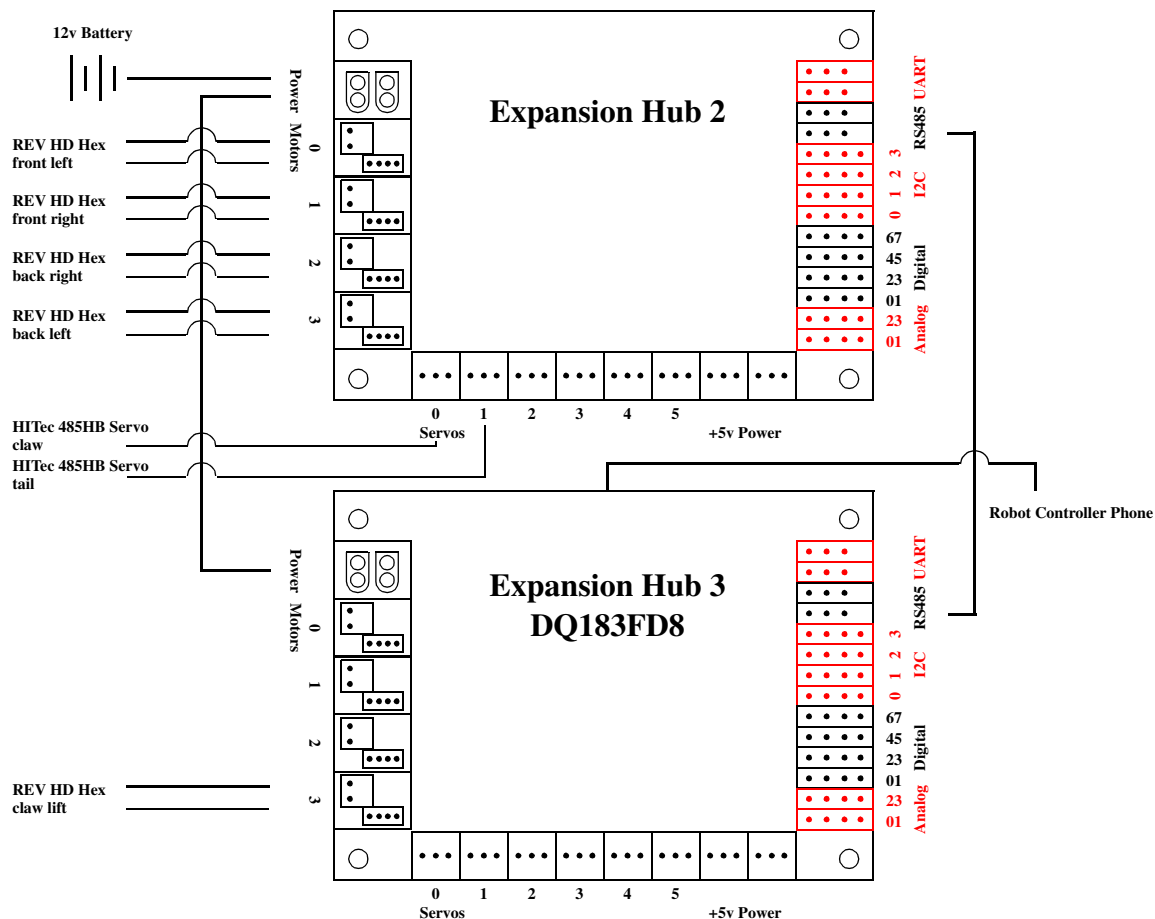 12v Battery
Expansion Hub 2
Power
Motors
0
1
2
3
UART
RS485
3
2
1
0
I2C
67
45
23
01
Digital
23
01
Analog
REV HD Hex
front left
REV HD Hex
front right
REV HD Hex
back right
REV HD Hex
back left
0
1
2
3
4
5
Servos
+5v Power
HITec 485HB Servo
claw
HITec 485HB Servo
tail
Robot Controller Phone
Expansion Hub 3
DQ183FD8
Power
Motors
0
1
2
3
UART
RS485
3
2
1
0
I2C
67
45
23
01
Digital
23
01
Analog
REV HD Hex
claw lift
0
1
2
3
4
5
Servos
+5v Power